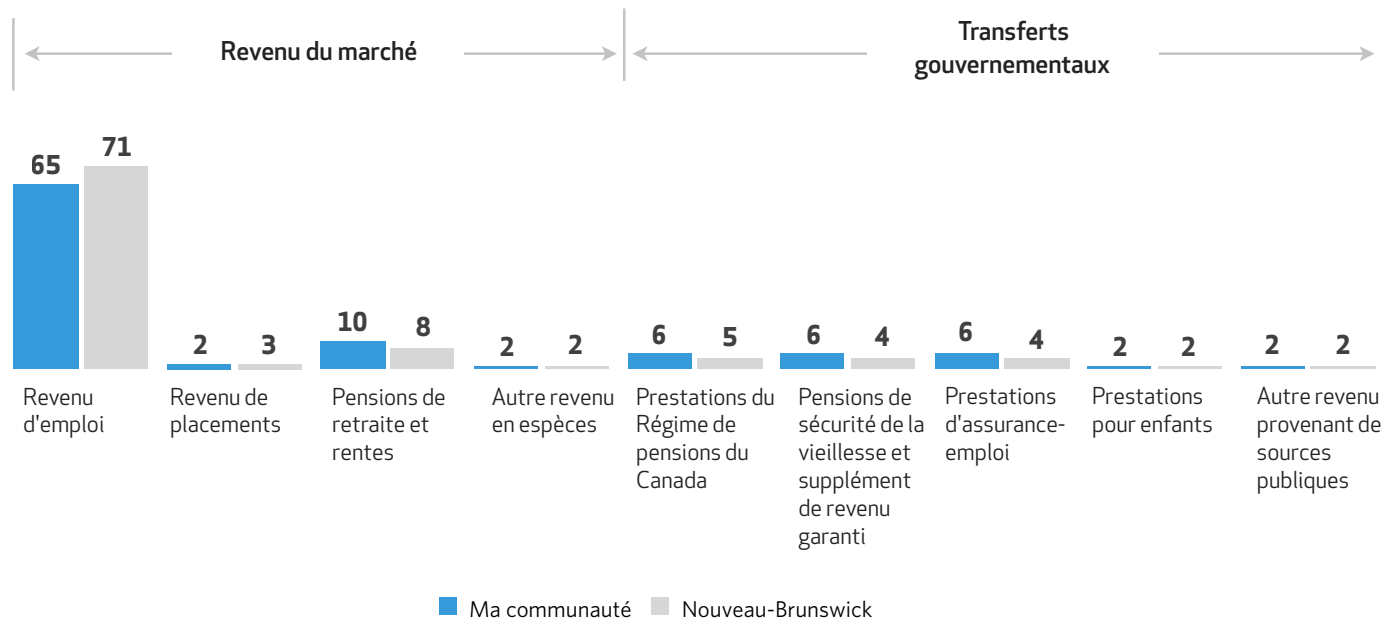 Revenu du marché
Transferts
gouvernementaux
65
71
2
3
10
8
2
2
6
5
6
4
6
4
2
2
2
2
Revenu
d'emploi
Revenu de
placements
Pensions de
retraite et
rentes
Autre revenu
en espèces
Prestations du
Régime de
pensions du
Canada
Pensions de
sécurité de la
vieillesse et
supplément
de revenu
garanti
Prestations
d'assurance-
emploi
Prestations
pour enfants
Autre revenu
provenant de
sources
publiques
Ma communauté
Nouveau-Brunswick